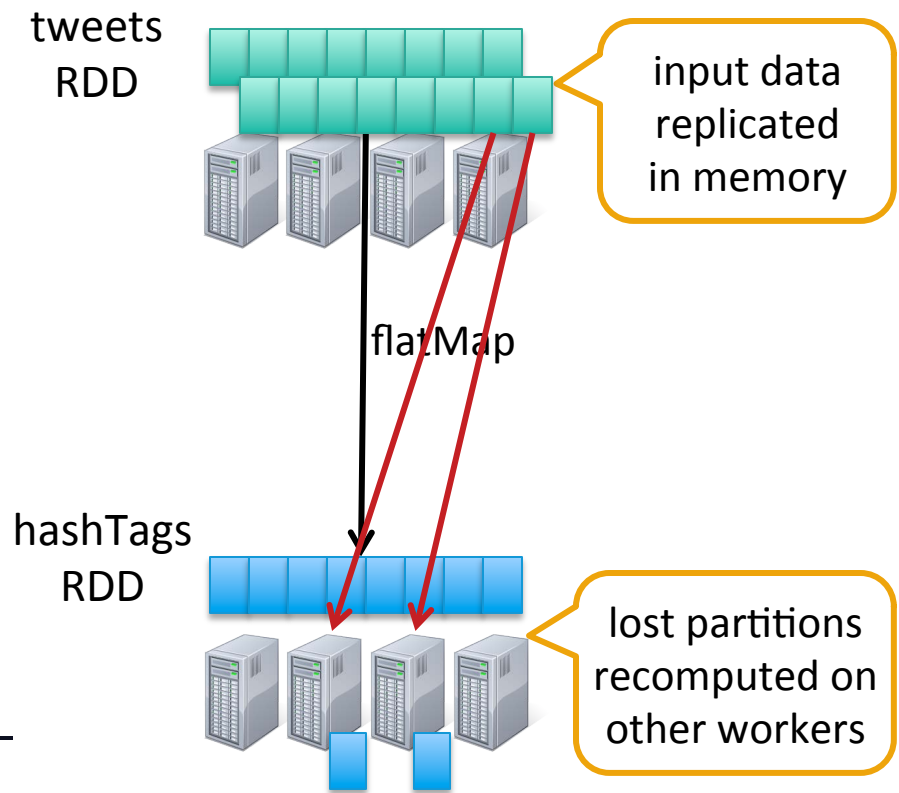 tweets
RDD
input data
replicated
in memory
flatMap
hashTags
RDD
lost partitions
recomputed on
other workers